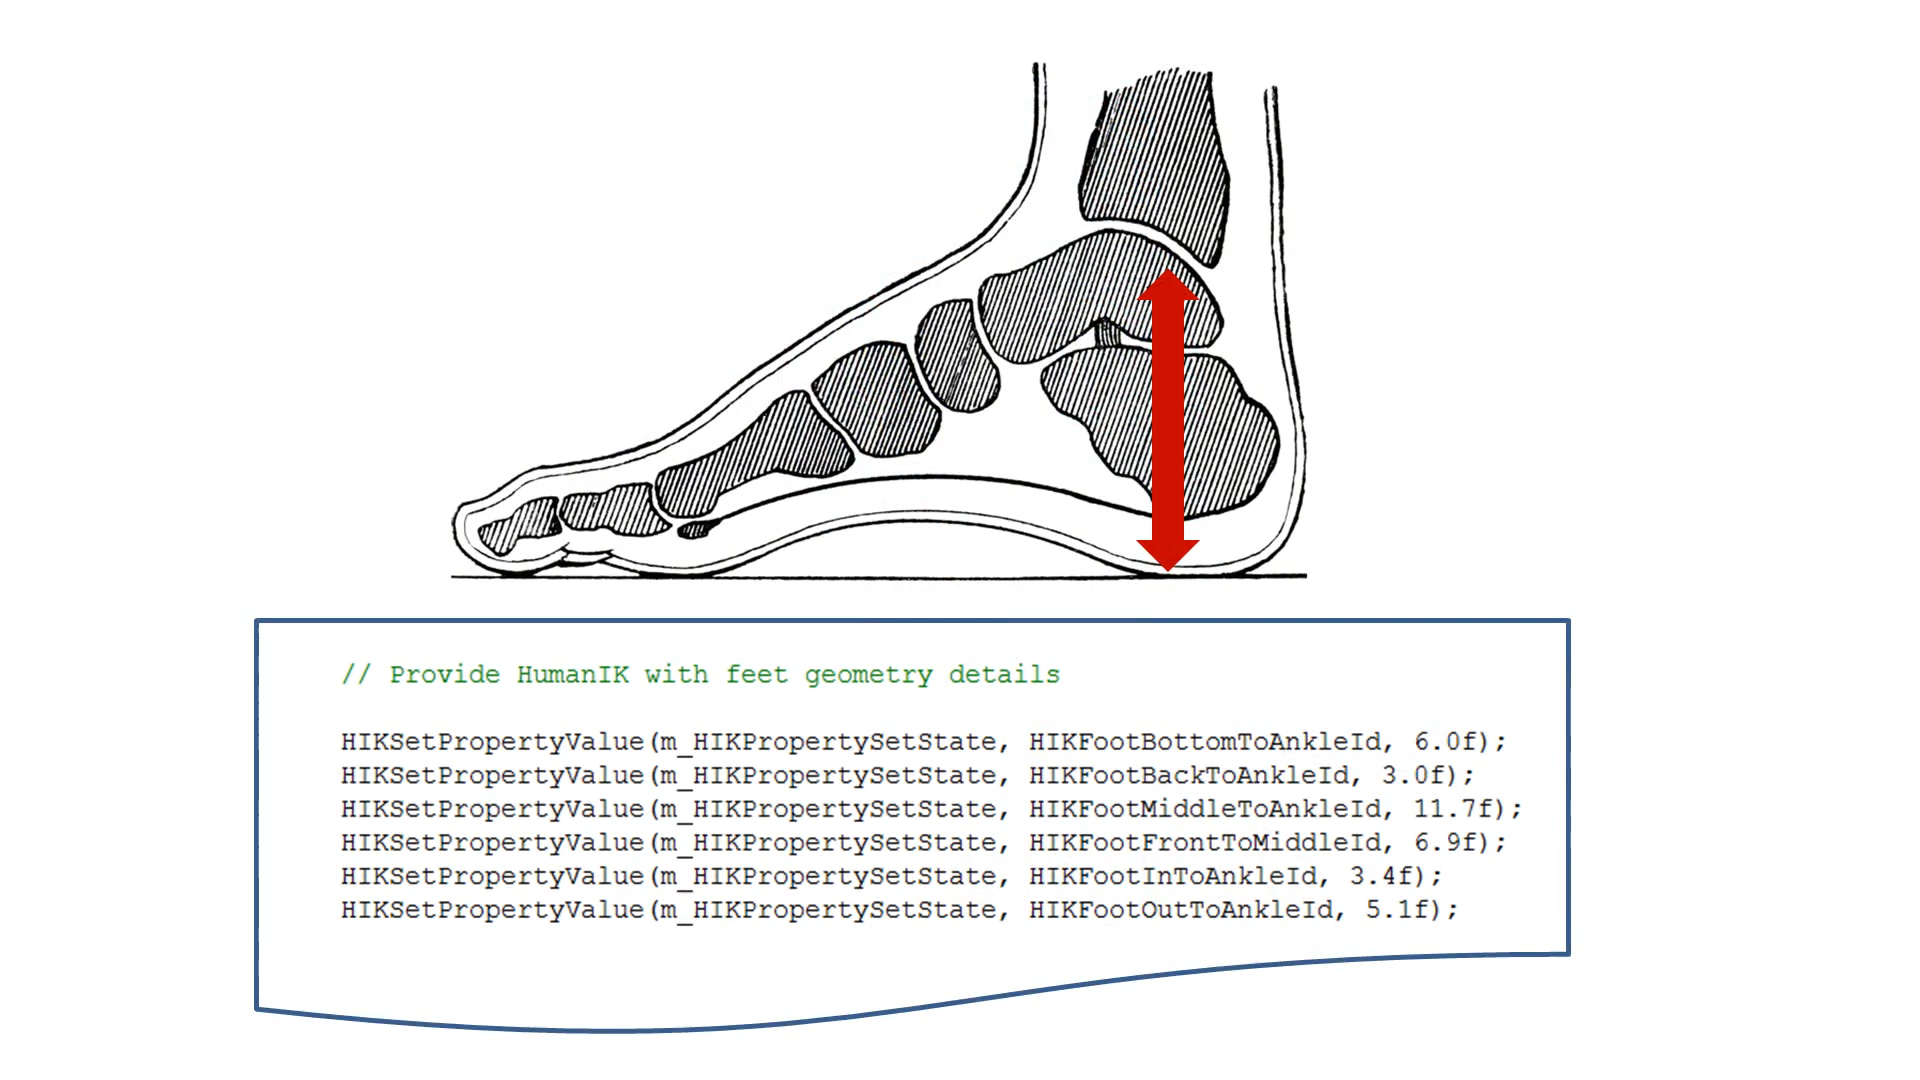 // Provide HumanIK with feet geometry details
HIKSetPropertyValue(m_HIKPropertySetState, HIKFootBottomToAnkleId, 6.0f);
HIKSetPropertyValue(m_HIKPropertySetState, HIKFootBackToAnkleId, 3.0f);
HIKSetPropertyValue(m_HIKPropertySetState, HIKFootMiddleToAnkleId, 11.7f);
HIKSetPropertyValue(m_HIKPropertySetState, HIKFootFrontToMiddleId, 6.9f);
HIKSetPropertyValue(m_HIKPropertySetState, HIKFootInToAnkleId, 3.4f);
HIKSetPropertyValue(m_HIKPropertySetState, HIKFootOutToAnkleId, 5.1f);